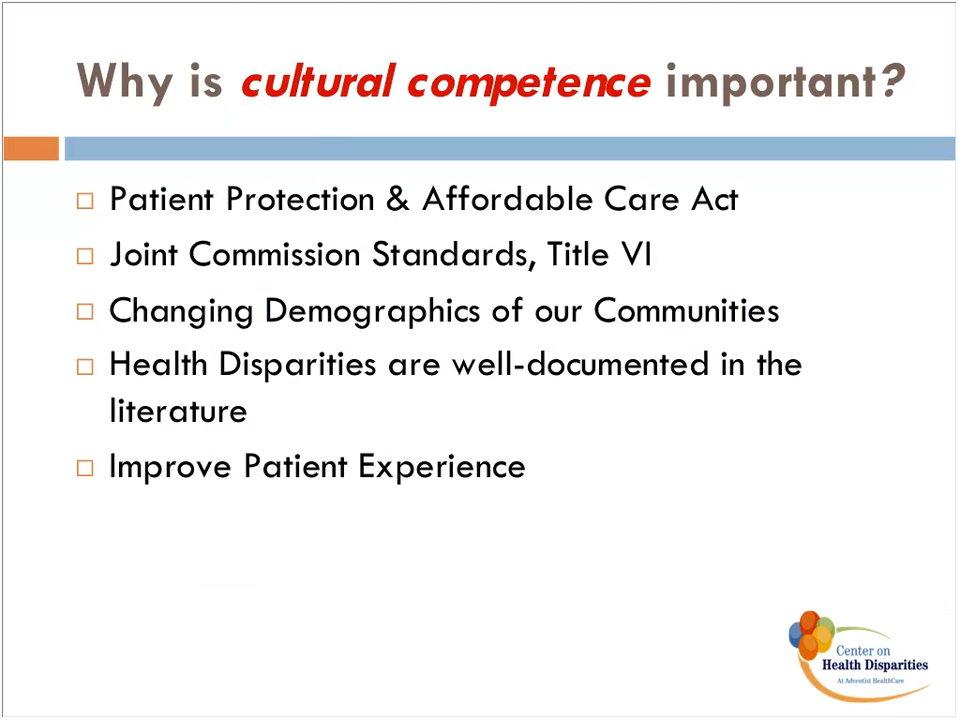 Why is cultural competence important?
Patient Protection & Affordable Care Act
Joint Commission Standards, Title VI
Changing Demographics of our Communities
Health Disparities are well-documented in the
literature
Improve Patient Experience
Center on
Health Disparities
At Adventist HealthCare